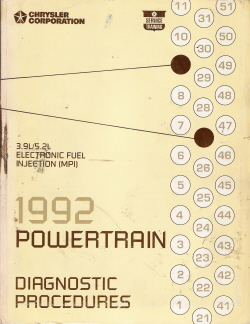 CHRYSLER
CORPORATION
SERVICE
TRAINING
3.9L/5.2L
ELECTRONIC FUEL
INJECTION (MPI)
1992
POWERTRAIN
DIAGNOSTIC
PROCEDURES
11 51
31
10 50
30
49
29
8 48
28
7 47
6 46
26
5 45
25
4 44
24
3 43
23
2 42
22
1 41
21